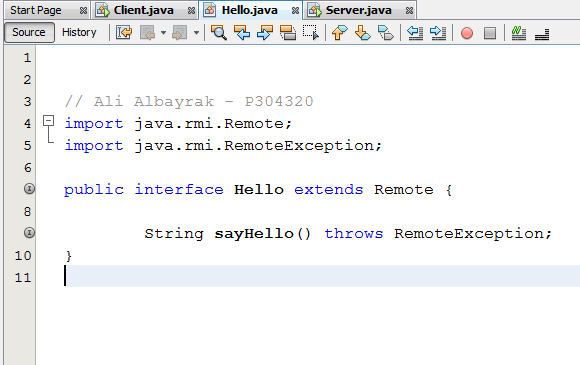 Start Page Client.java Hello.java Server.java
Source History
1
2
3 // Ali Albayrak - P304320
4 import java.rmi.Remote;
5 import java.rmi.RemoteException;
6
public interface Hello extends Remote {
8
String sayHello() throws RemoteException;
10 }
11